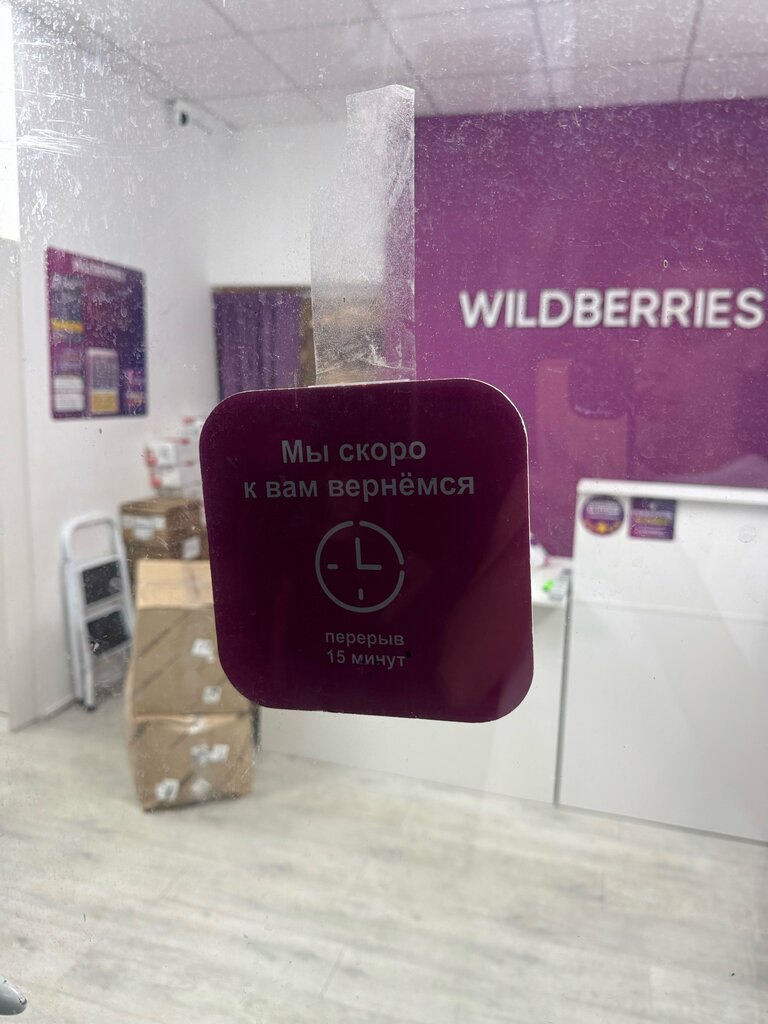 WILDBERRIES
Мы скоро
к вам вернёмся
перерыв
15 минут